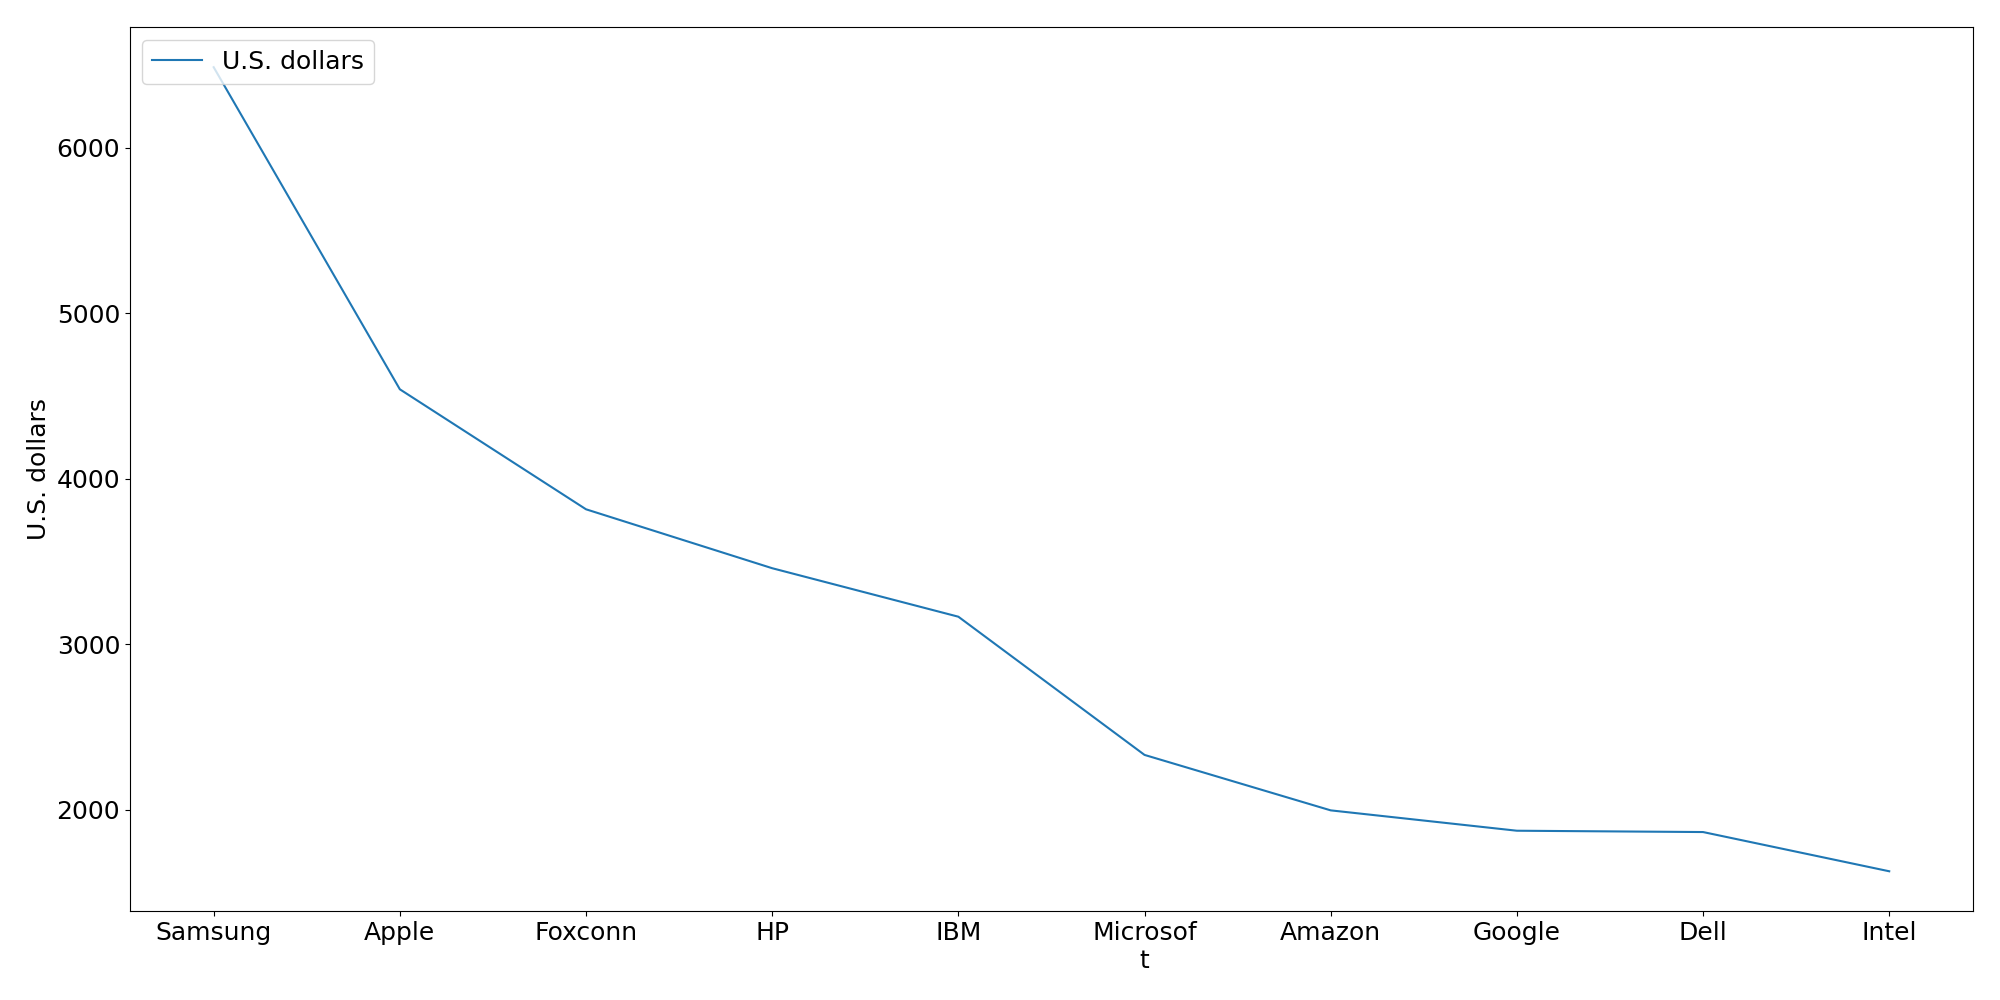 U.S. dollars
U.S. dollars
6000
5000
4000
3000
2000
Samsung Apple Foxconn HP IBM Microsof Amazon Google Dell Intel
t